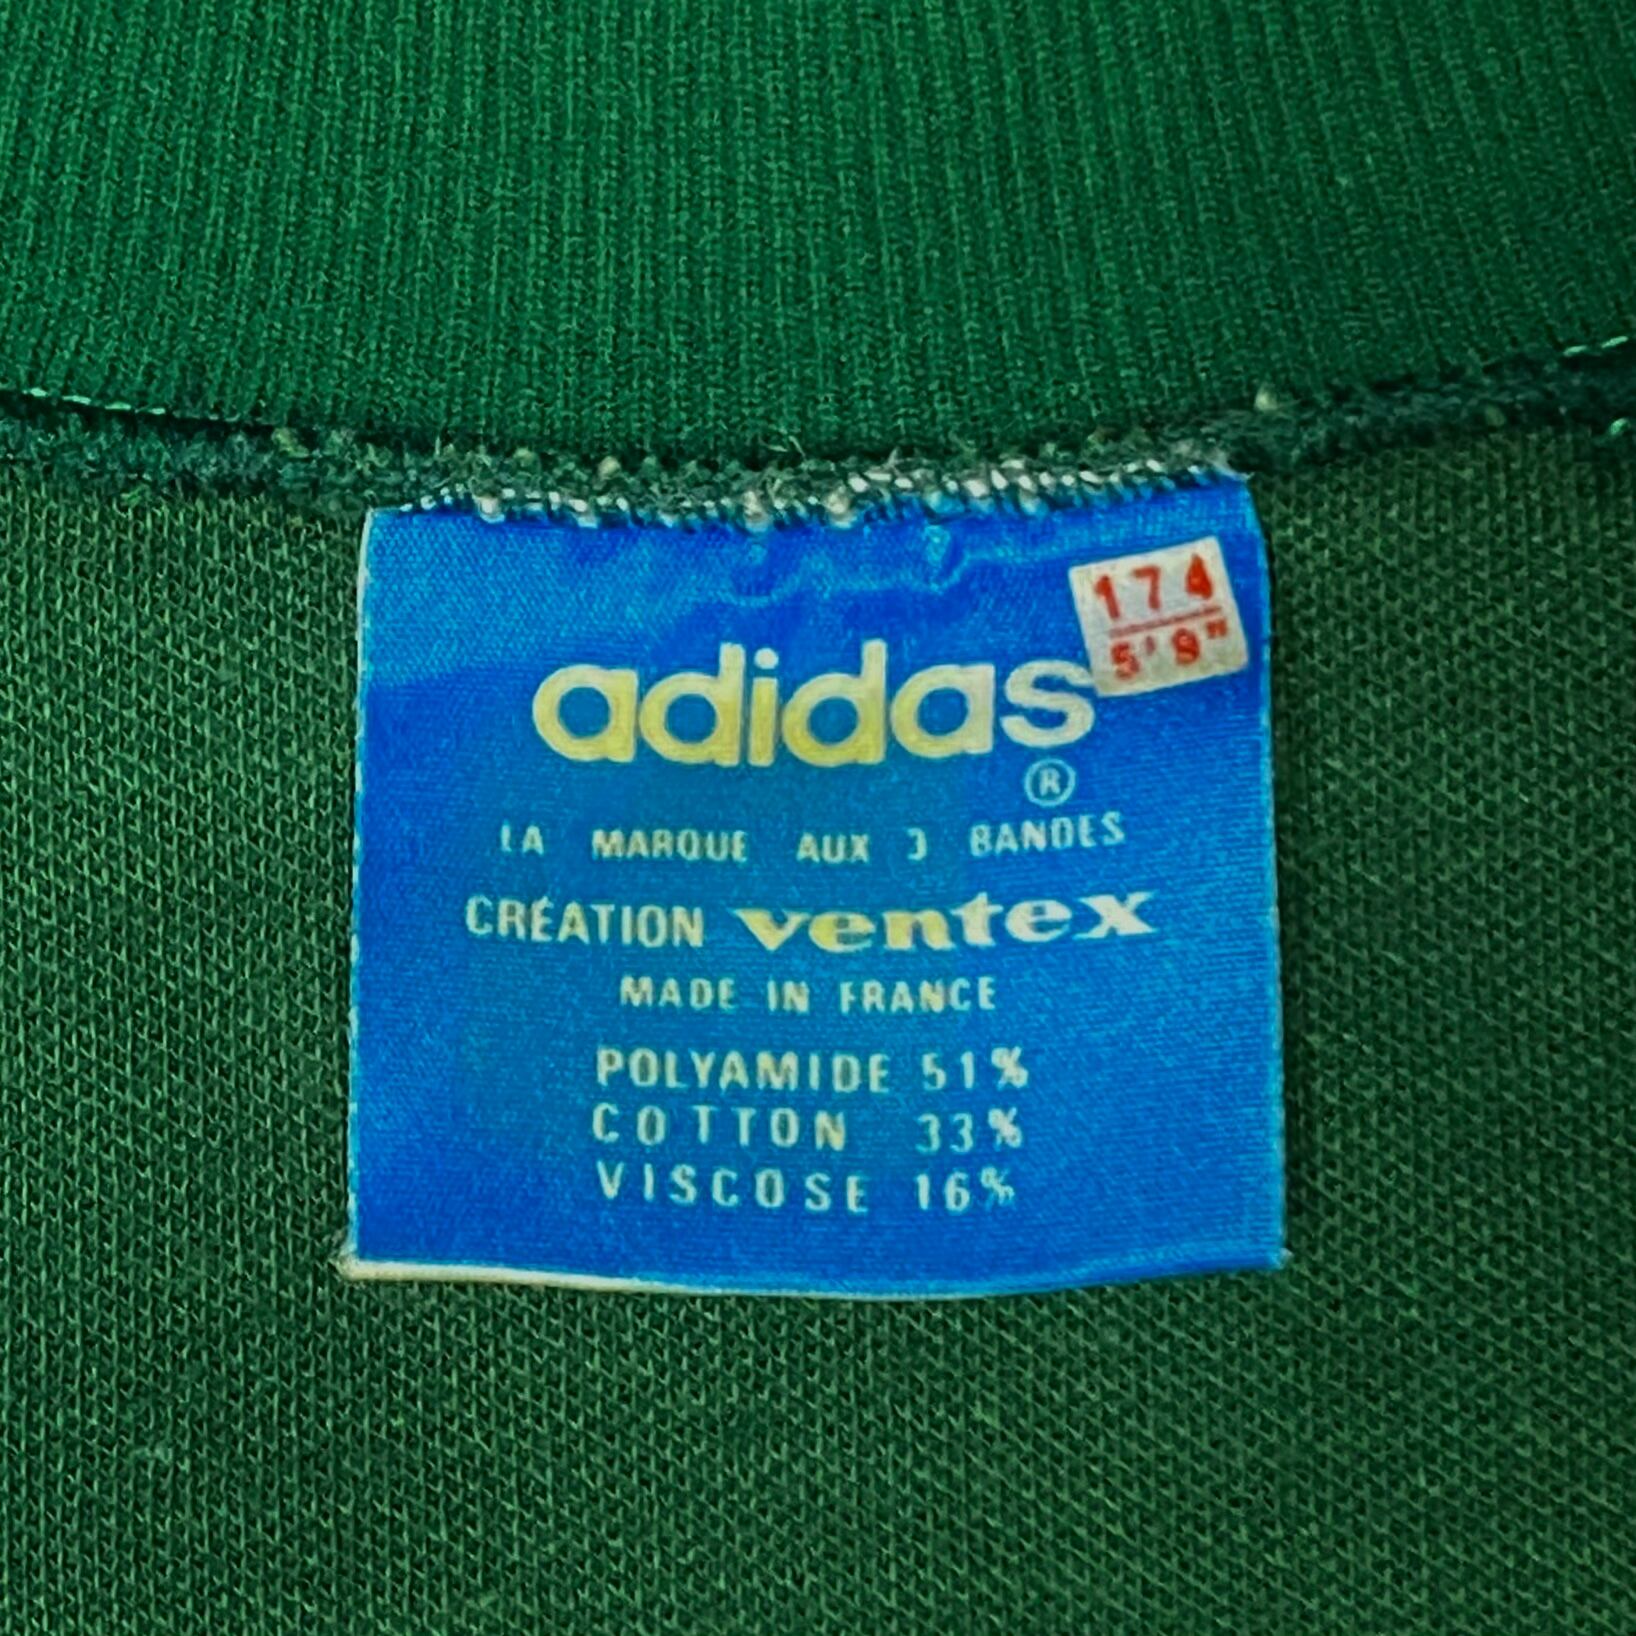 174
5'9"
adidas
®
LA MARQUE AUX 3 BANDES
CRÉATION ventex
MADE IN FRANCE
POLYAMIDE 51%
COTTON 33%
VISCOSE 16%